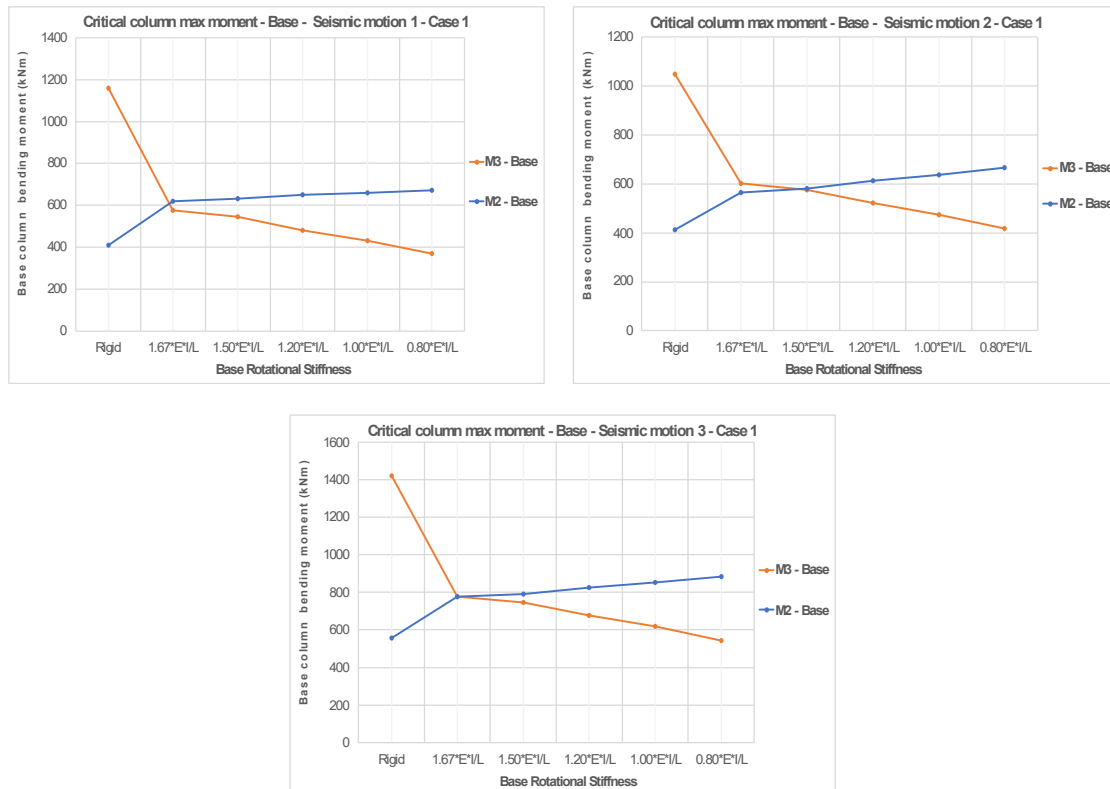 Critical column max moment - Base - Seismic motion 1 - Case 1
Base column bending moment (kNm)
1400
1200
1000
800
600
400
200
0
Rigid 1.67*E*I/L 1.50*E*I/L 1.20*E*I/L 1.00*E*I/L 0.80*E*I/L
Base Rotational Stiffness
M3 - Base
M2 - Base
Critical column max moment - Base - Seismic motion 2 - Case 1
Base column bending moment (kNm)
1200
1000
800
600
400
200
0
Rigid 1.67*E*I/L 1.50*E*I/L 1.20*E*I/L 1.00*E*I/L 0.80*E*I/L
Base Rotational Stiffness
M3 - Base
M2 - Base
Critical column max moment - Base - Seismic motion 3 - Case 1
Base column bending moment (kNm)
1600
1400
1200
1000
800
600
400
200
0
Rigid 1.67*E*I/L 1.50*E*I/L 1.20*E*I/L 1.00*E*I/L 0.80*E*I/L
Base Rotational Stiffness
M3 - Base
M2 - Base